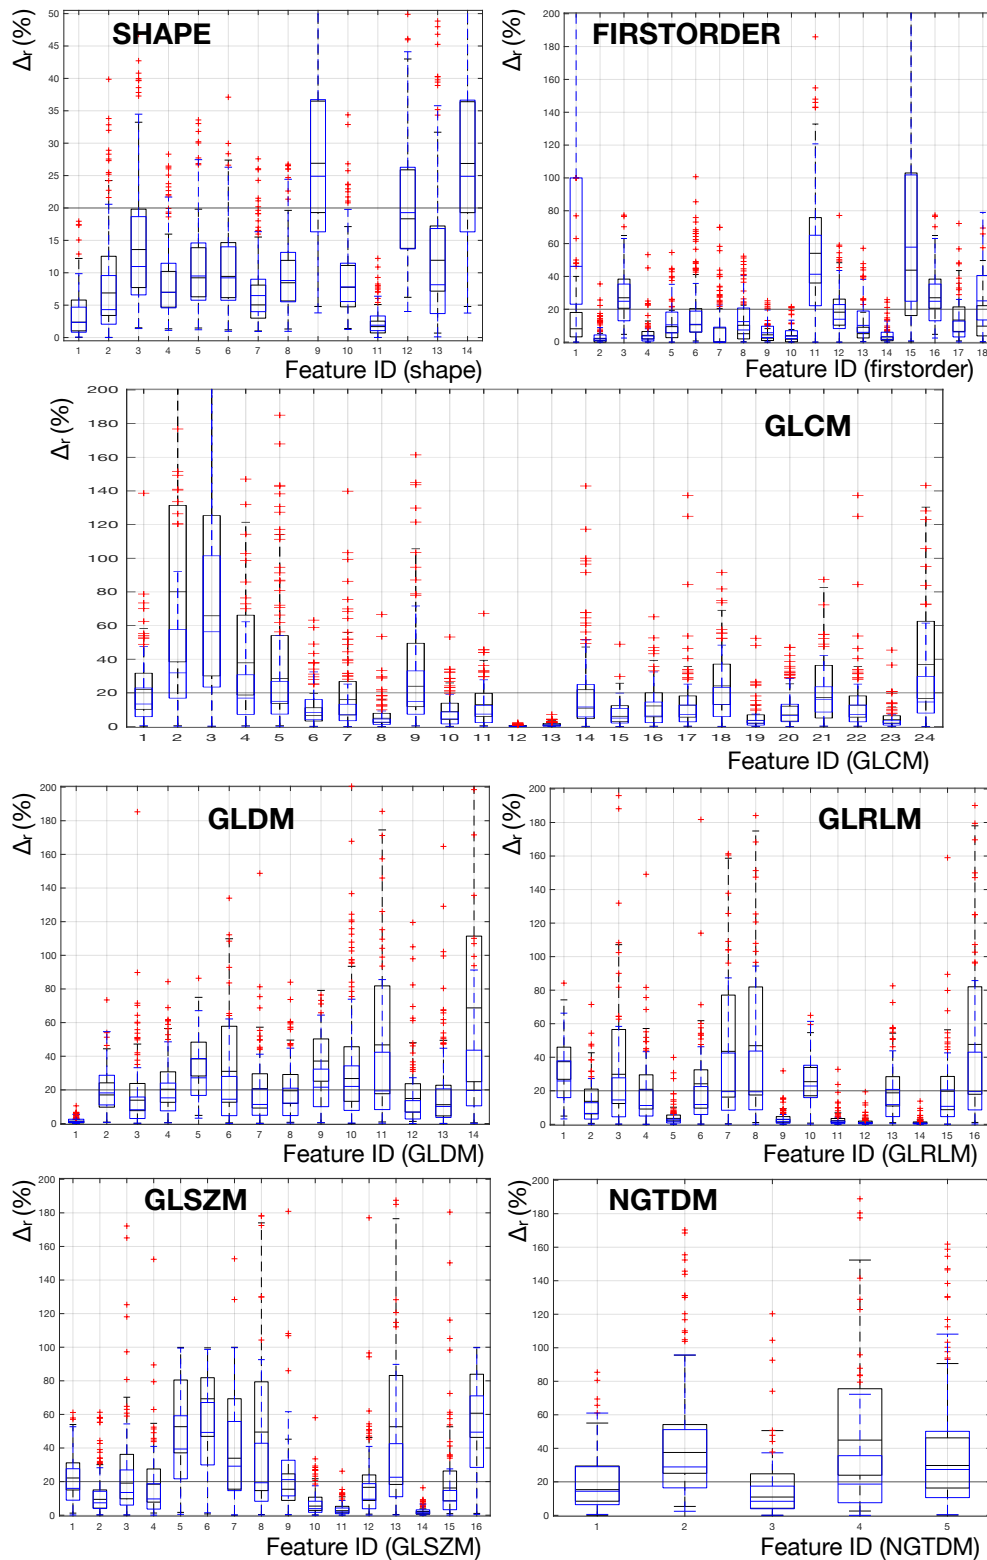 SHAPE
Δr (%)
50
45
40
35
30
25
20
15
10
5
0
1 2 3 4 5 6 7 8 9 10 11 12 13 14
Feature ID (shape)
FIRSTORDER
Δr (%)
200
180
160
140
120
100
80
60
40
20
0
1 2 3 4 5 6 7 8 9 10 11 12 13 14 15 16 17 18
Feature ID (firstorder)
GLCM
Δr (%)
200
180
160
140
120
100
80
60
40
20
0
1 2 3 4 5 6 7 8 9 10 11 12 13 14 15 16 17 18 19 20 21 22 23 24
Feature ID (GLCM)
GLDM
Δr (%)
200
180
160
140
120
100
80
60
40
20
0
1 2 3 4 5 6 7 8 9 10 11 12 13 14
Feature ID (GLDM)
GLRLM
Δr (%)
200
180
160
140
120
100
80
60
40
20
0
1 2 3 4 5 6 7 8 9 10 11 12 13 14 15 16
Feature ID (GLRLM)
GLSZM
Δr (%)
200
180
160
140
120
100
80
60
40
20
0
1 2 3 4 5 6 7 8 9 10 11 12 13 14 15 16
Feature ID (GLSZM)
NGTDM
Δr (%)
200
180
160
140
120
100
80
60
40
20
0
1 2 3 4 5
Feature ID (NGTDM)